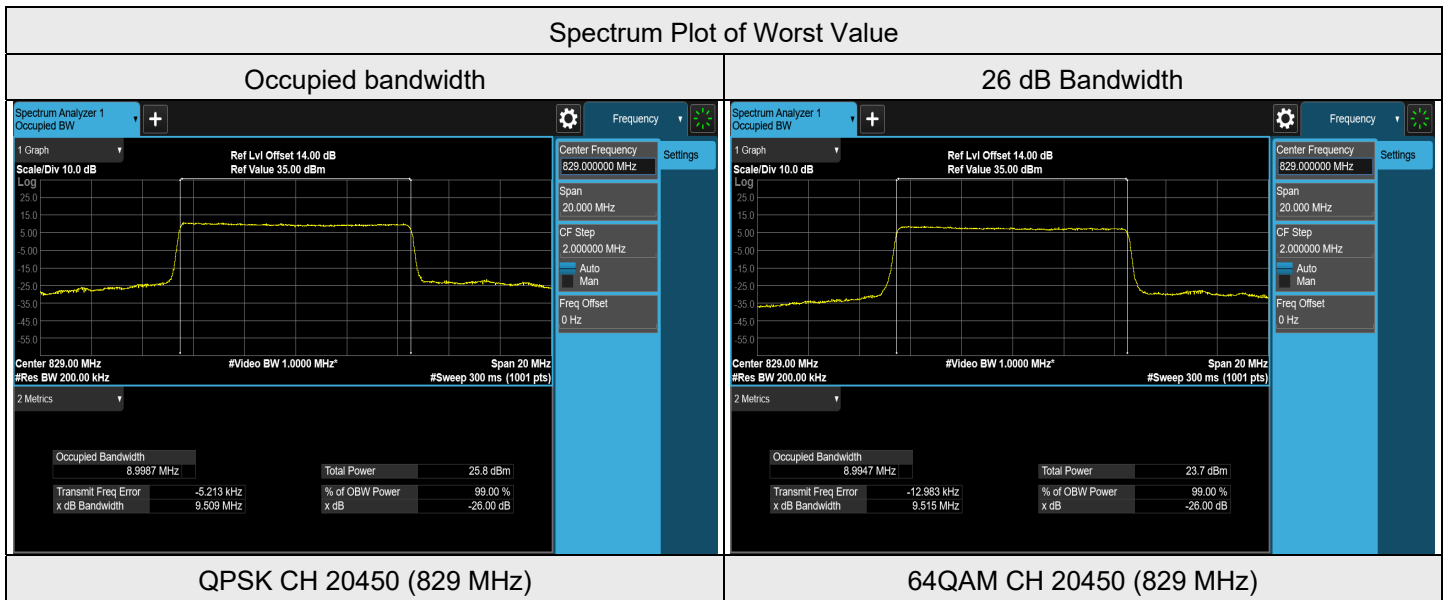 Spectrum Plot of Worst Value
Occupied bandwidth
26 dB Bandwidth
Spectrum Analyzer 1
Occupied BW
+
Frequency
1 Graph
Scale/Div 10.0 dB
Ref Lvl Offset 14.00 dB
Ref Value 35.00 dBm
Log
25.0
15.0
5.00
-5.00
-15.0
-25.0
-35.0
-45.0
-55.0
Center 829.00 MHz
#Res BW 200.00 kHz
#Video BW 1.0000 MHz*
Span 20 MHz
#Sweep 300 ms (1001 pts)
Center Frequency
829.000000 MHz
Settings
Span
20.000 MHz
CF Step
2.000000 MHz
Auto
Man
Freq Offset
0 Hz
2 Metrics
Occupied Bandwidth
8.9987 MHz
Total Power 25.8 dBm
Transmit Freq Error -5.213 kHz % of OBW Power 99.00 %
x dB Bandwidth 9.509 MHz x dB -26.00 dB
Spectrum Analyzer 1
Occupied BW
+
Frequency
1 Graph
Scale/Div 10.0 dB
Ref Lvl Offset 14.00 dB
Ref Value 35.00 dBm
Log
25.0
15.0
5.00
-5.00
-15.0
-25.0
-35.0
-45.0
-55.0
Center 829.00 MHz
#Res BW 200.00 kHz
#Video BW 1.0000 MHz*
Span 20 MHz
#Sweep 300 ms (1001 pts)
Center Frequency
829.000000 MHz
Settings
Span
20.000 MHz
CF Step
2.000000 MHz
Auto
Man
Freq Offset
0 Hz
2 Metrics
Occupied Bandwidth
8.9947 MHz
Total Power 23.7 dBm
Transmit Freq Error -12.983 kHz % of OBW Power 99.00 %
x dB Bandwidth 9.515 MHz x dB -26.00 dB
QPSK CH 20450 (829 MHz)
64QAM CH 20450 (829 MHz)